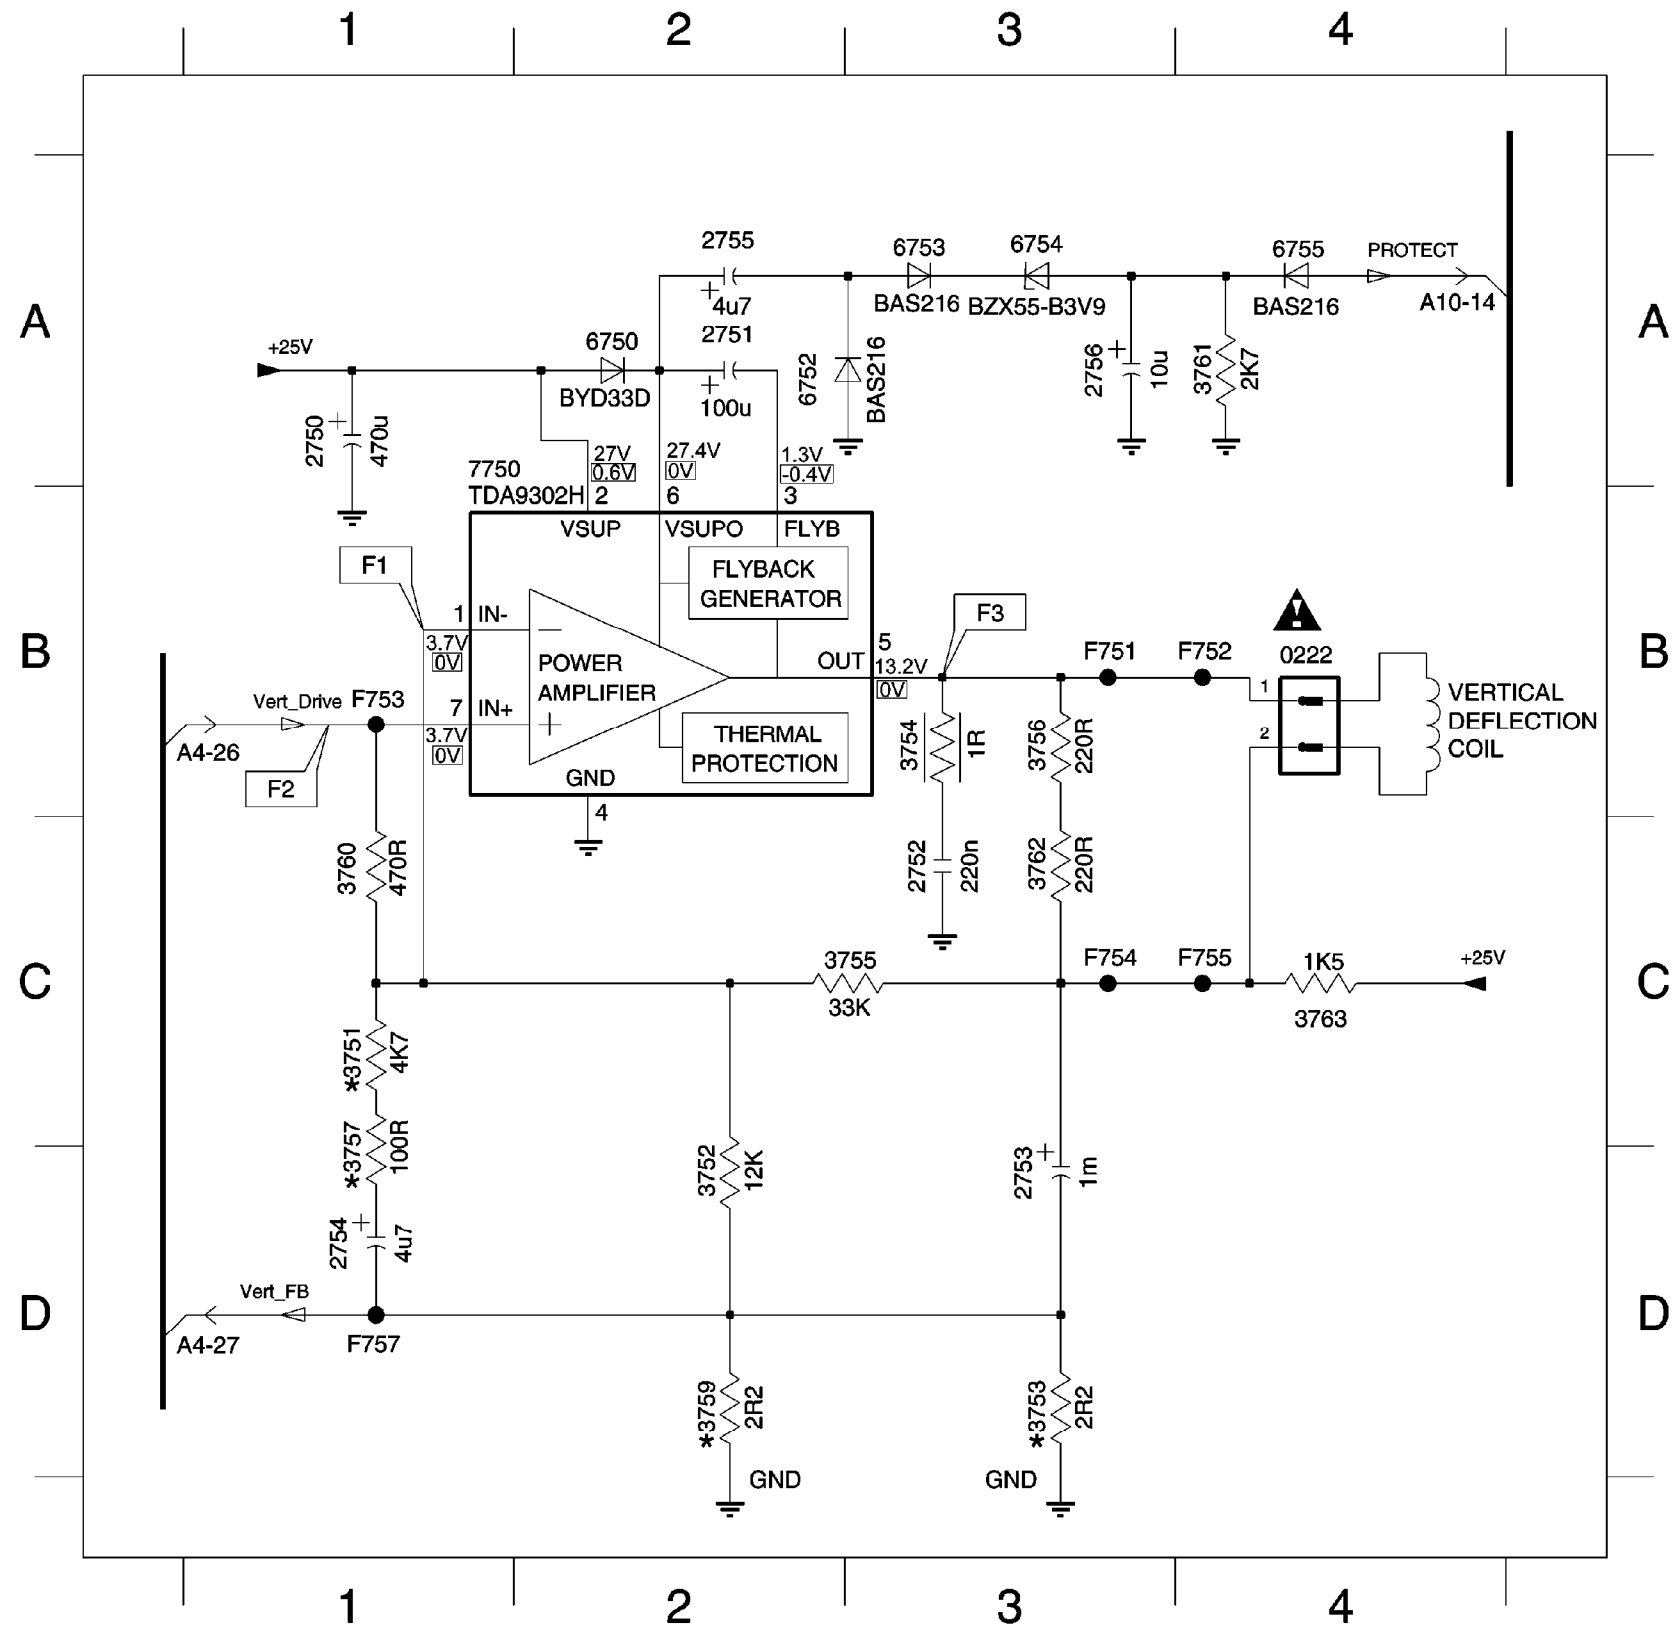 1 2 3 4
2755 6753 6754 6755 PROTECT
4u7 BAS216 BZX55-B3V9 BAS216 A10-14
A A
+25V 6750 2751
BYD33D 100u
6752 BAS216
2756 10u
3761 2K7
2750 470u
27V 27.4V 1.3V
0.6V 0V -0.4V
7750
TDA9302H 2 6 3
VSUP VSUPO FLYB
F1
FLYBACK
GENERATOR
1 IN-
3.7V
0V
F3
B B
POWER
AMPLIFIER
5
OUT 13.2V
0V
F751 F752 0222
1
2
VERTICAL
DEFLECTION
COIL
Vert_Drive F753
7 IN+
A4-26
3.7V
0V
F2
THERMAL
PROTECTION
GND
4
3754 1R
3756 220R
3760 470R
2752 220n
3762 220R
C C
3755
33K
F754 F755
1K5
3763
+25V
*3751 4K7
*3757 100R
3752 12K
2753 1m
2754 4u7
Vert_FB
D D
A4-27 F757
*3759 2R2
*3753 2R2
GND GND
1 2 3 4